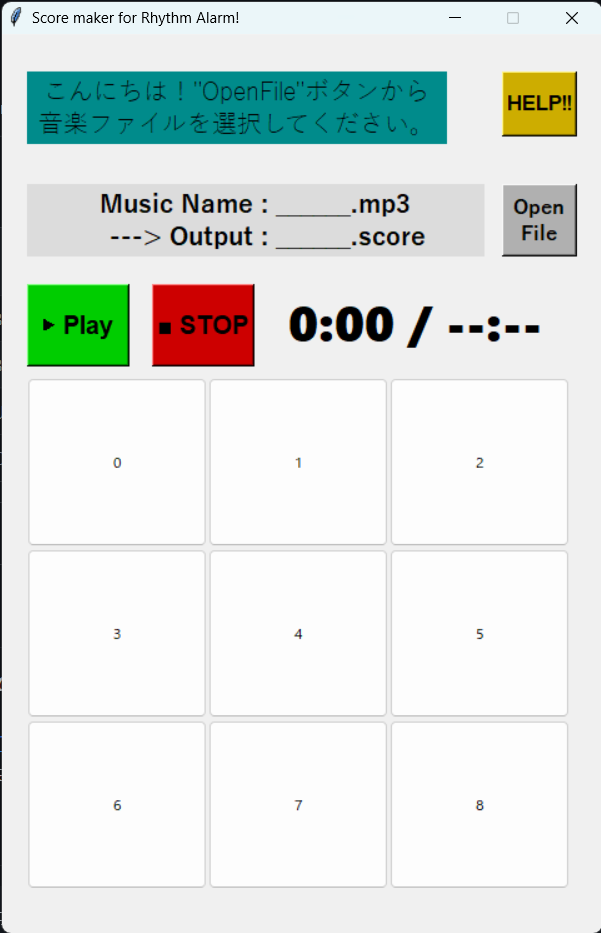 Score maker for Rhythm Alarm!
こんにちは！"OpenFile"ボタンから
音楽ファイルを選択してください。
HELP!!
Music Name : ______.mp3
---> Output : ______.score
Open
File
▶ Play
■ STOP
0:00 / --:--
0
1
2
3
4
5
6
7
8